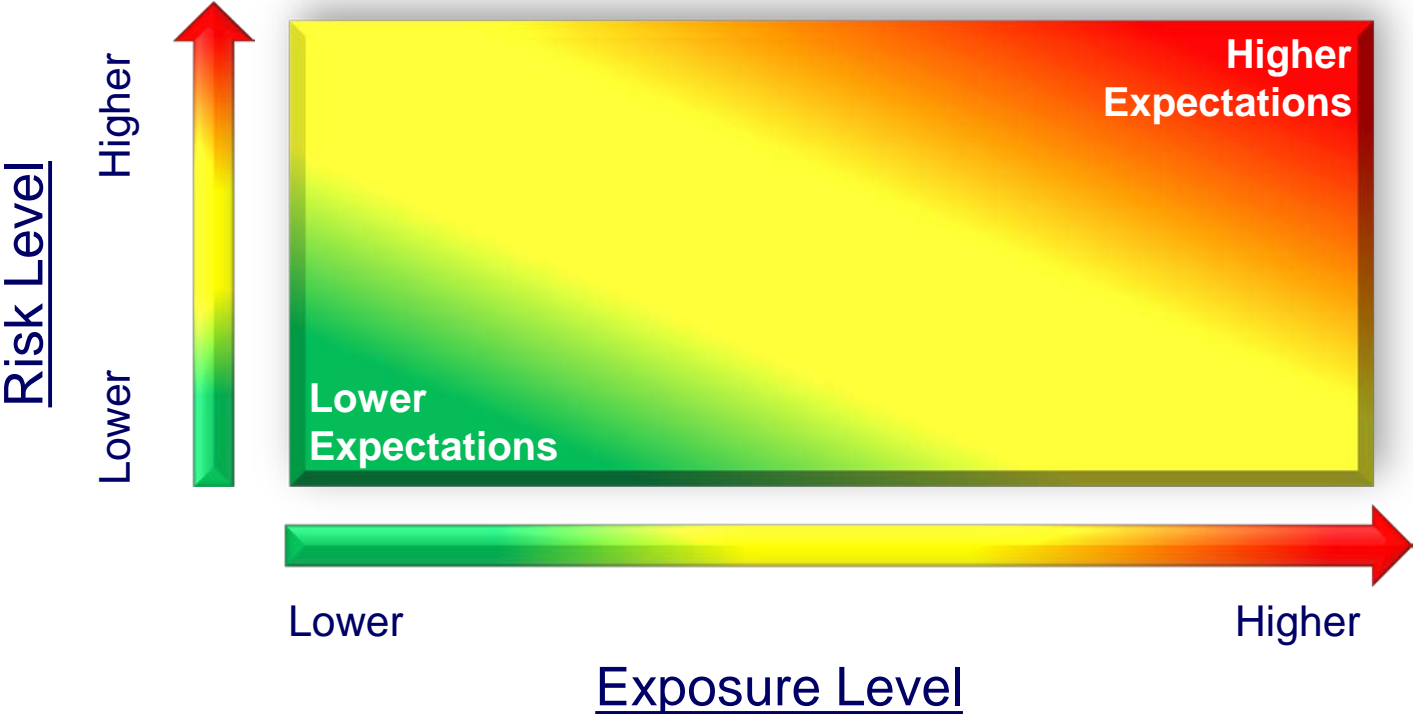 Risk Level
Higher
Lower
Higher
Expectations
Lower
Expectations
Lower
Higher
Exposure Level